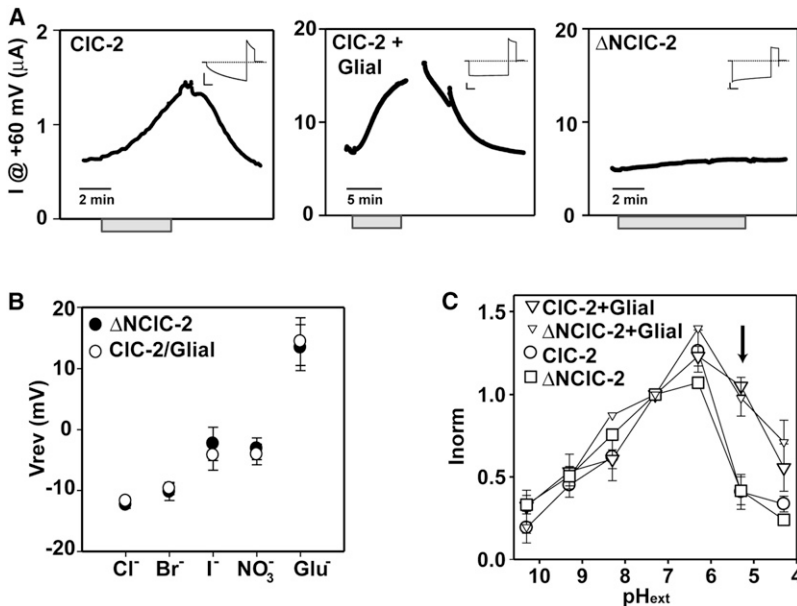 A
I @ +60 mV (µA)
2
1
0
ClC-2
2 min
20
10
0
ClC-2 +
Glial
5 min
20
10
0
ΔNClC-2
2 min
B
Vrev (mV)
20
10
0
-10
-20
ΔNClC-2
ClC-2/Glial
Cl⁻ Br⁻ I⁻ NO₃⁻ Glu⁻
C
Inorm
1.5
1.0
0.5
0.0
ClC-2+Glial
ΔNClC-2+Glial
ClC-2
ΔNClC-2
10 9 8 7 6 5 4
pHext